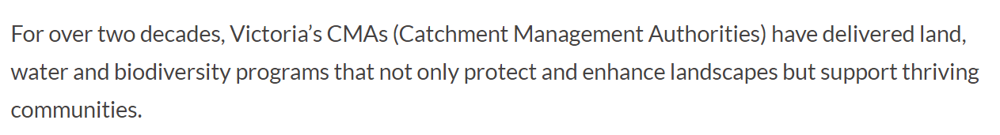 For over two decades, Victoria’s CMAs (Catchment Management Authorities) have delivered land,
water and biodiversity programs that not only protect and enhance landscapes but support thriving
communities.